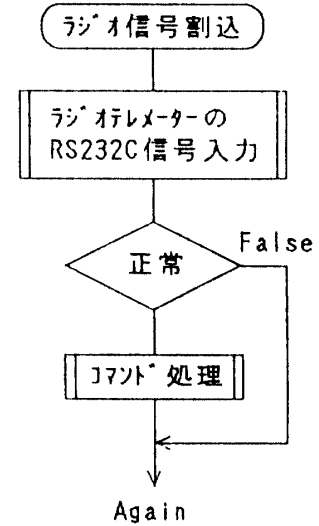 ﾗｼﾞｵ信号割込
ﾗｼﾞｵﾃﾚﾒｰﾀｰの
RS232C信号入力
正常
False
ｺﾏﾝﾄﾞ処理
Again